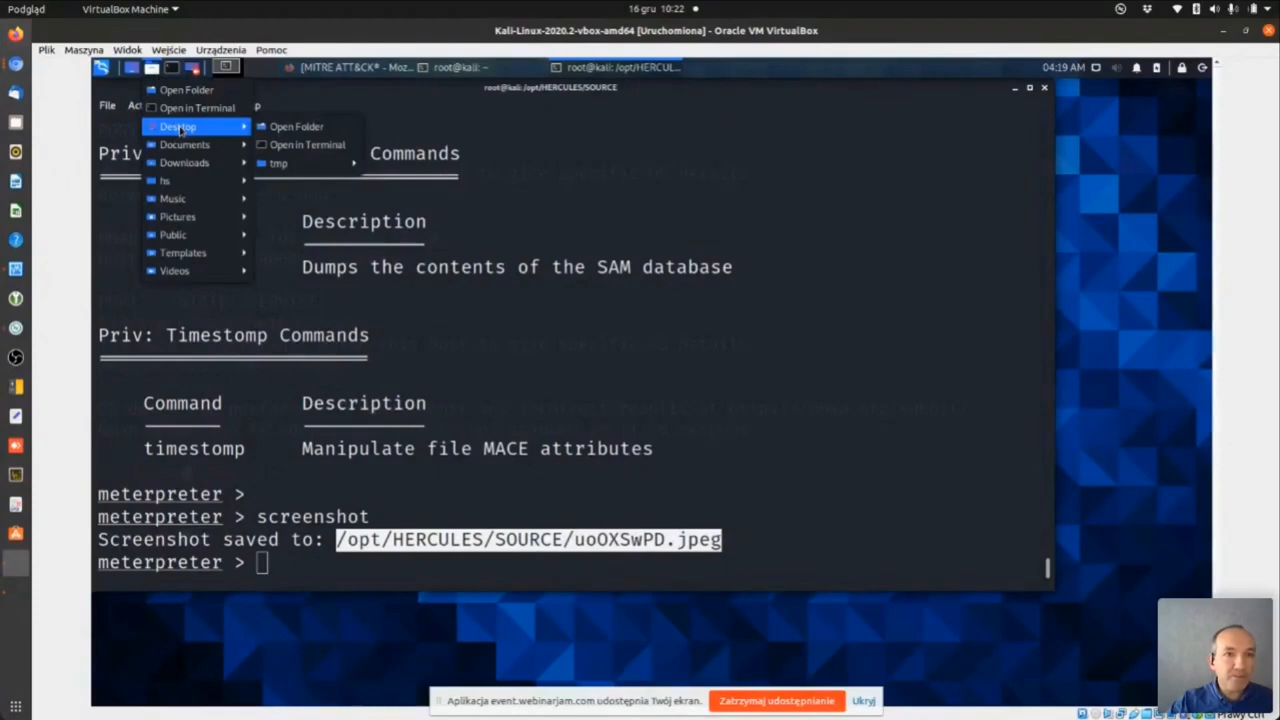 Podgląd
VirtualBox Machine
16 gru 10:22
Kali-Linux-2020.2-vbox-amd64 [Uruchomiona] - Oracle VM VirtualBox
Plik Maszyna Widok Wejście Urządzenia Pomoc
[MITRE ATT&CK® - Moz...
root@kali: ~
root@kali: /opt/HERCUL...
04:19 AM
root@kali: /opt/HERCULES/SOURCE
File
Open Folder
Open in Terminal
Desktop
Documents
Downloads
hs
Music
Pictures
Public
Templates
Videos
Open Folder
Open in Terminal
tmp
Commands
Description
Dumps the contents of the SAM database
Priv: Timestomp Commands
Command Description
timestomp Manipulate file MACE attributes
meterpreter >
meterpreter > screenshot
Screenshot saved to: /opt/HERCULES/SOURCE/uoOXSwPD.jpeg
meterpreter >
Aplikacja event.webinarjam.com udostępnia Twój ekran. Zatrzymaj udostępnianie Ukryj
Prawy Ctrl